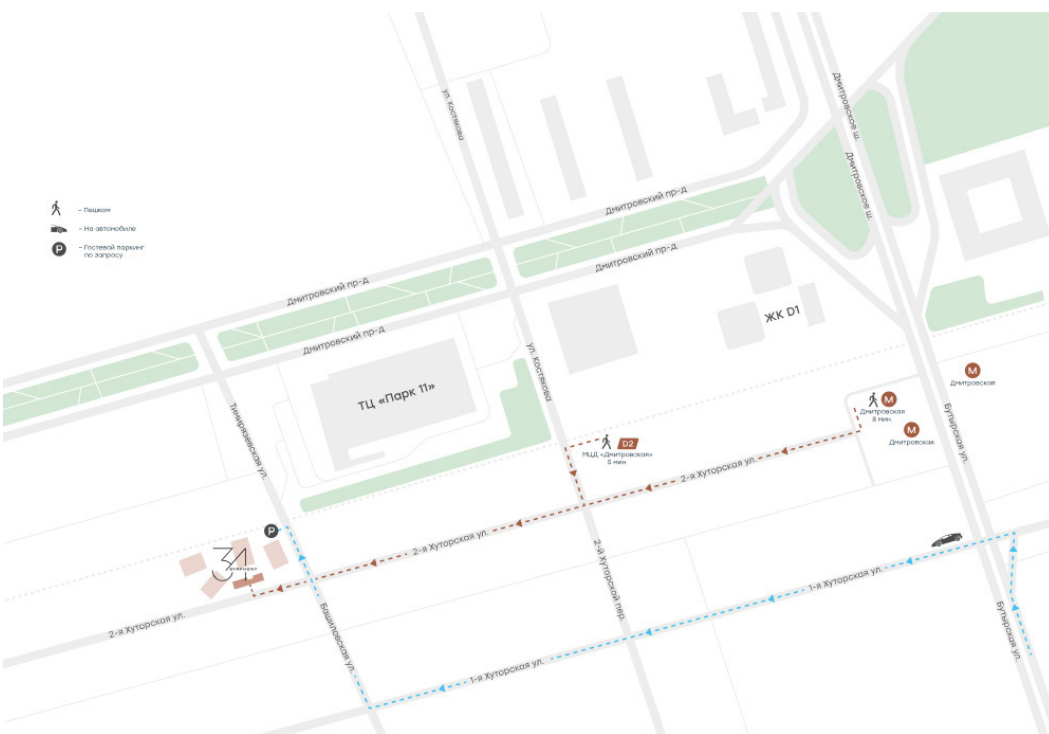 ул. Костякова
Дмитровское ш.
Дмитровское ш.
– Пешком
– На автомобиле
P
– Гостевой паркинг
по запросу
Дмитровский пр-д
Дмитровский пр-д
Дмитровский пр-д
Дмитровский пр-д
ЖК D1
ул. Костякова
ТЦ «Парк 11»
Тимирязевская ул.
М
Дмитровская
М
Дмитровская
8 мин.
М
Дмитровская
Бутырская ул.
D2
МЦД «Дмитровская»
5 мин
2-я Хуторская ул.
2-я Хуторская ул.
2-я Хуторская ул.
P
31
2-й Хуторской пер.
1-я Хуторская ул.
1-я Хуторская ул.
Башиловская ул.
Бутырская ул.